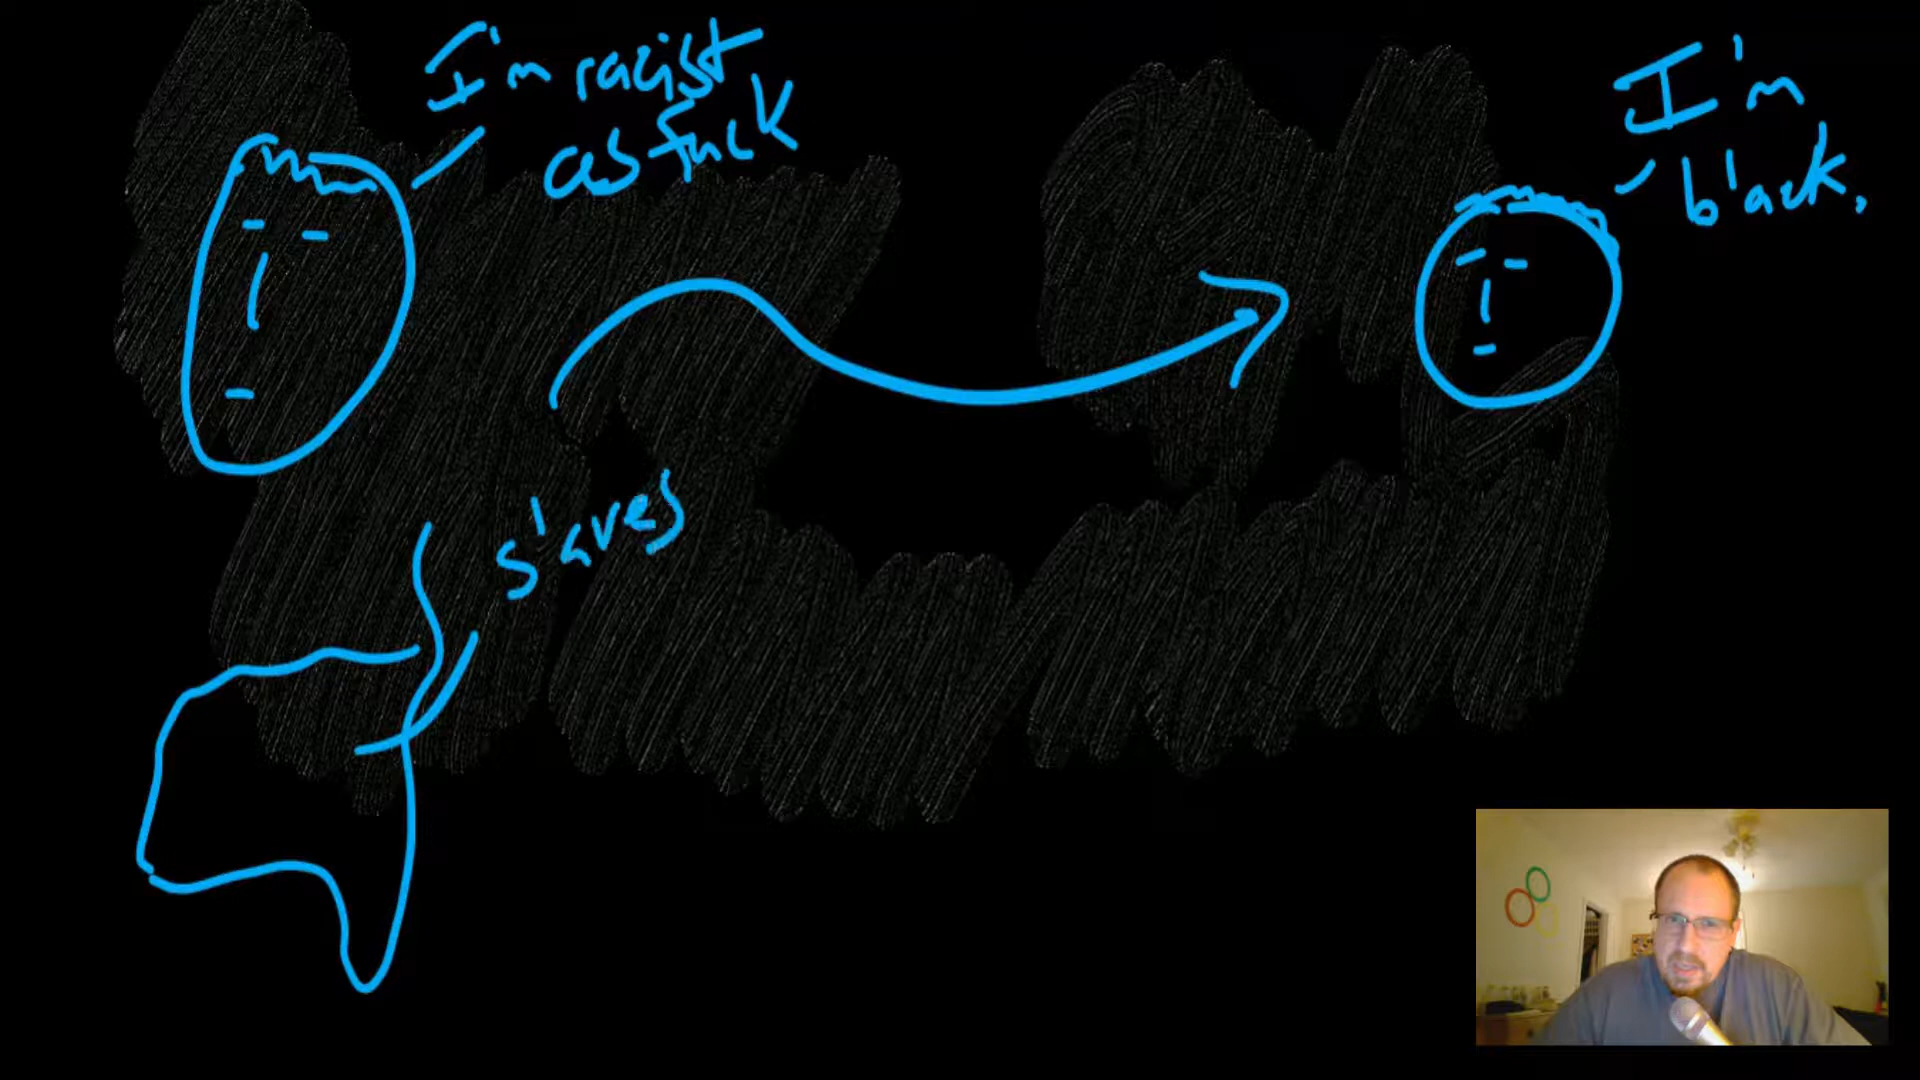 I'm racist
as fuck
I'm
black.
slaves